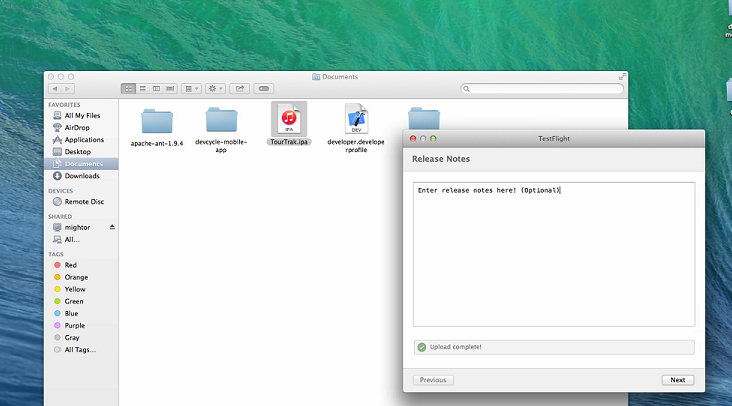 Documents
FAVORITES
All My Files
AirDrop
Applications
Desktop
Documents
Downloads
DEVICES
Remote Disc
SHARED
mightor
All...
TAGS
Red
Orange
Yellow
Green
Blue
Purple
Gray
All Tags...
IPA
DEV
apache-ant-1.9.4
devcycle-mobile-
app
TourTrak.ipa
developer.develope
rprofile
TestFlight
Release Notes
Enter release notes here! (Optional)
Upload complete!
Previous
Next